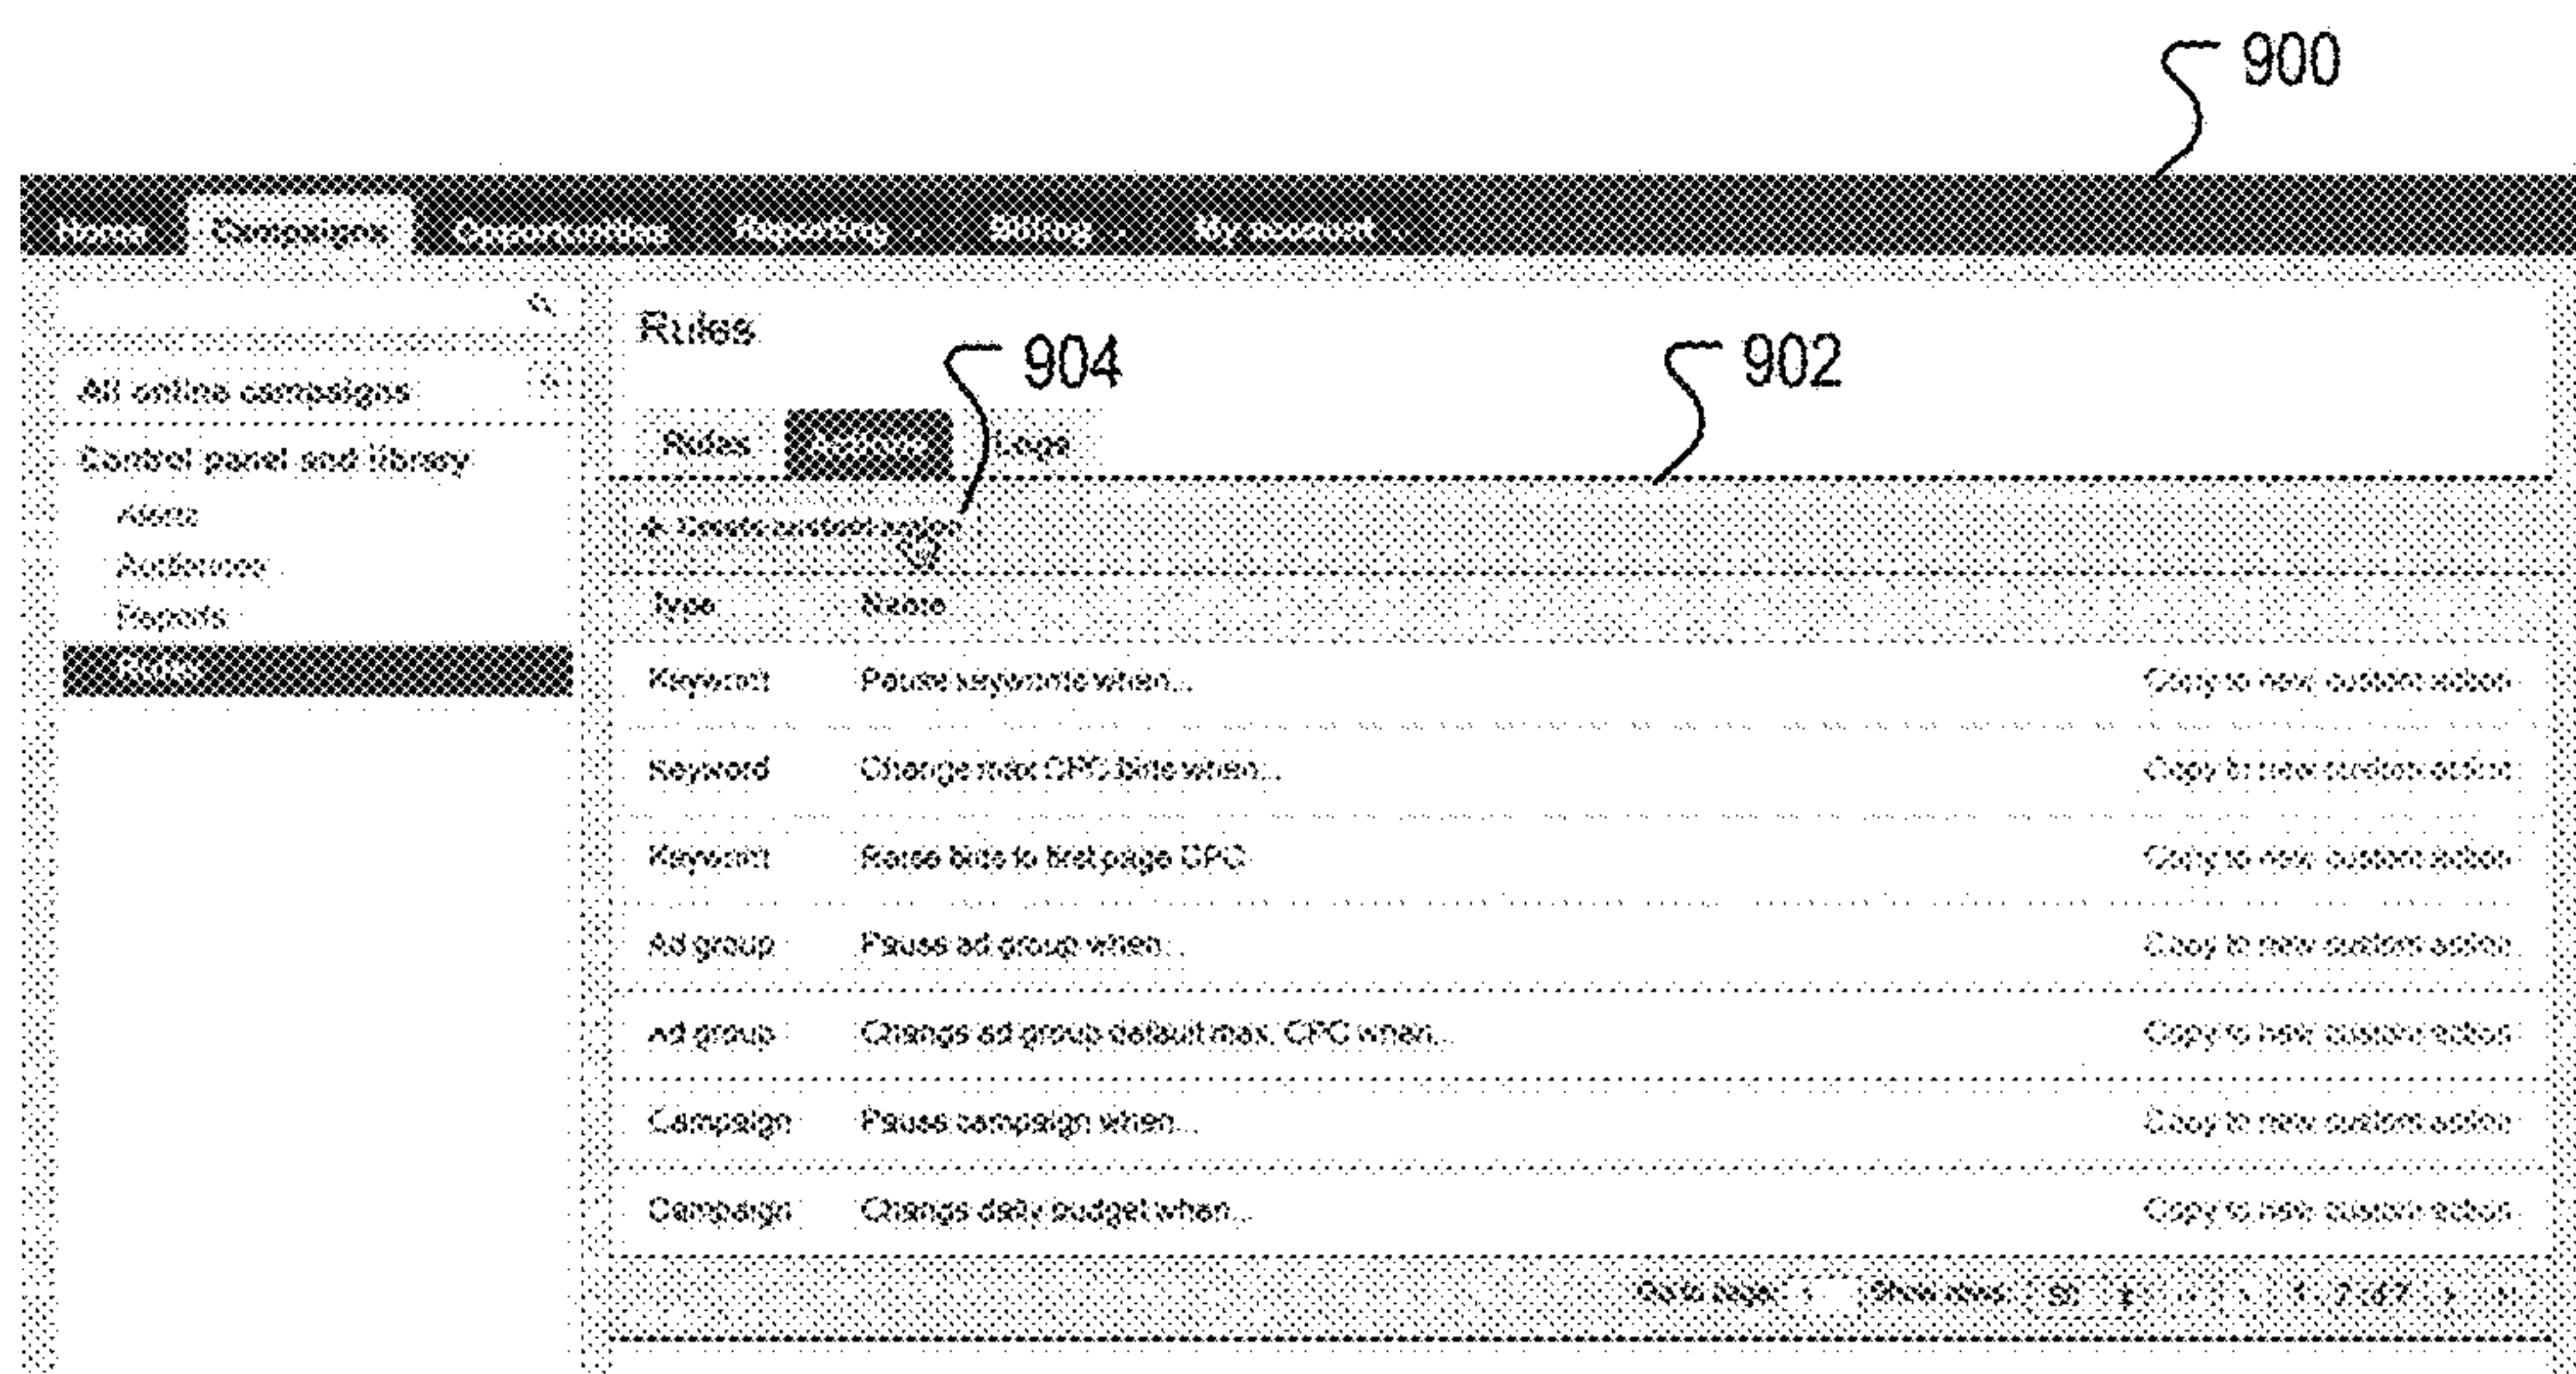 900
Home Campaigns Opportunities Reporting Billing My account
Rules
904 902
All online campaigns
Rules Actions Logs
Control panel and library
Alerts
+ Create custom action
Audiences
Type Name
Reports
Rules
Keyword Pause keywords when... Copy to new custom action
Keyword Change max CPC bids when... Copy to new custom action
Keyword Raise bids to first page CPC Copy to new custom action
Ad group Pause ad group when... Copy to new custom action
Ad group Change ad group default max. CPC when... Copy to new custom action
Campaign Pause campaign when... Copy to new custom action
Campaign Change daily budget when... Copy to new custom action
Go to page: Show rows: 1 - 7 of 7